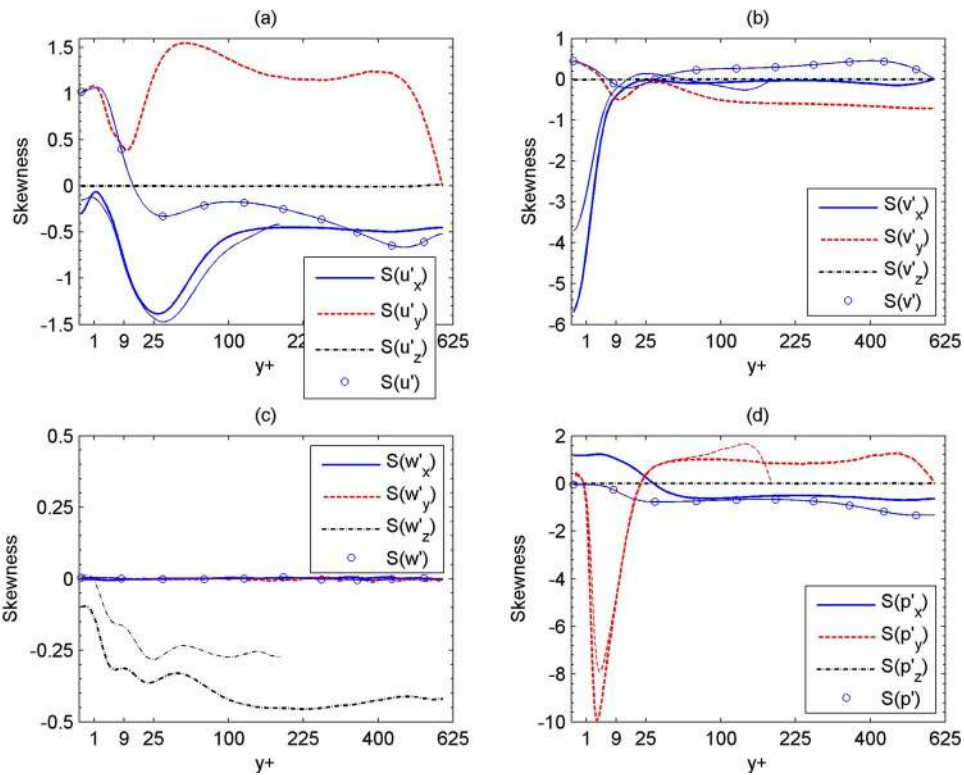 (a)
1.5
1
0.5
0
-0.5
-1
-1.5
Skewness
1 9 25 100 22 400 625
y+
S(u'x)
S(u'y)
S(u'z)
S(u')
(b)
1
0
-1
-2
-3
-4
-5
-6
Skewness
1 9 25 100 225 400 625
y+
S(v'x)
S(v'y)
S(v'z)
S(v')
(c)
0.5
0
-0.25
-0.5
Skewness
1 9 25 100 225 400 625
y+
S(w'x)
S(w'y)
S(w'z)
S(w')
(d)
2
0
-2
-4
-6
-8
-10
Skewness
1 9 25 100 225 400 625
y+
S(p'x)
S(p'y)
S(p'z)
S(p')